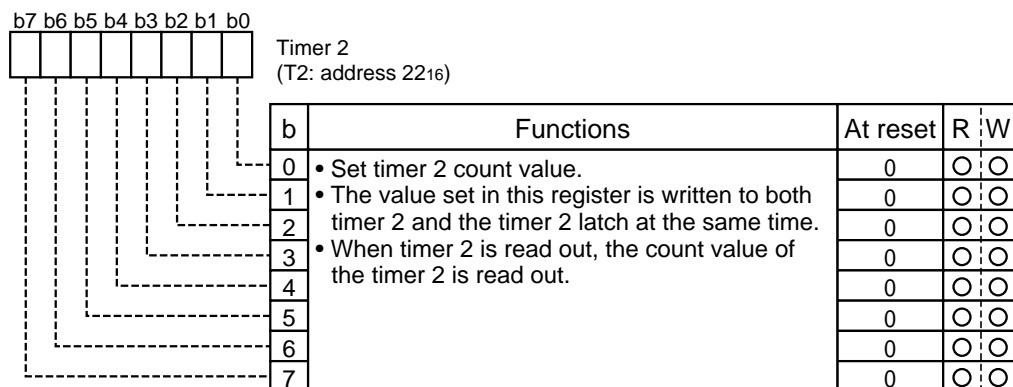 b7 b6 b5 b4 b3 b2 b1 b0
Timer 2
(T2: address 2216)
b Functions At reset R W
0 • Set timer 2 count value. 0 O O
1 • The value set in this register is written to both 0 O O
2 timer 2 and the timer 2 latch at the same time. 0 O O
3 • When timer 2 is read out, the count value of 0 O O
4 the timer 2 is read out. 0 O O
5 0 O O
6 0 O O
7 0 O O